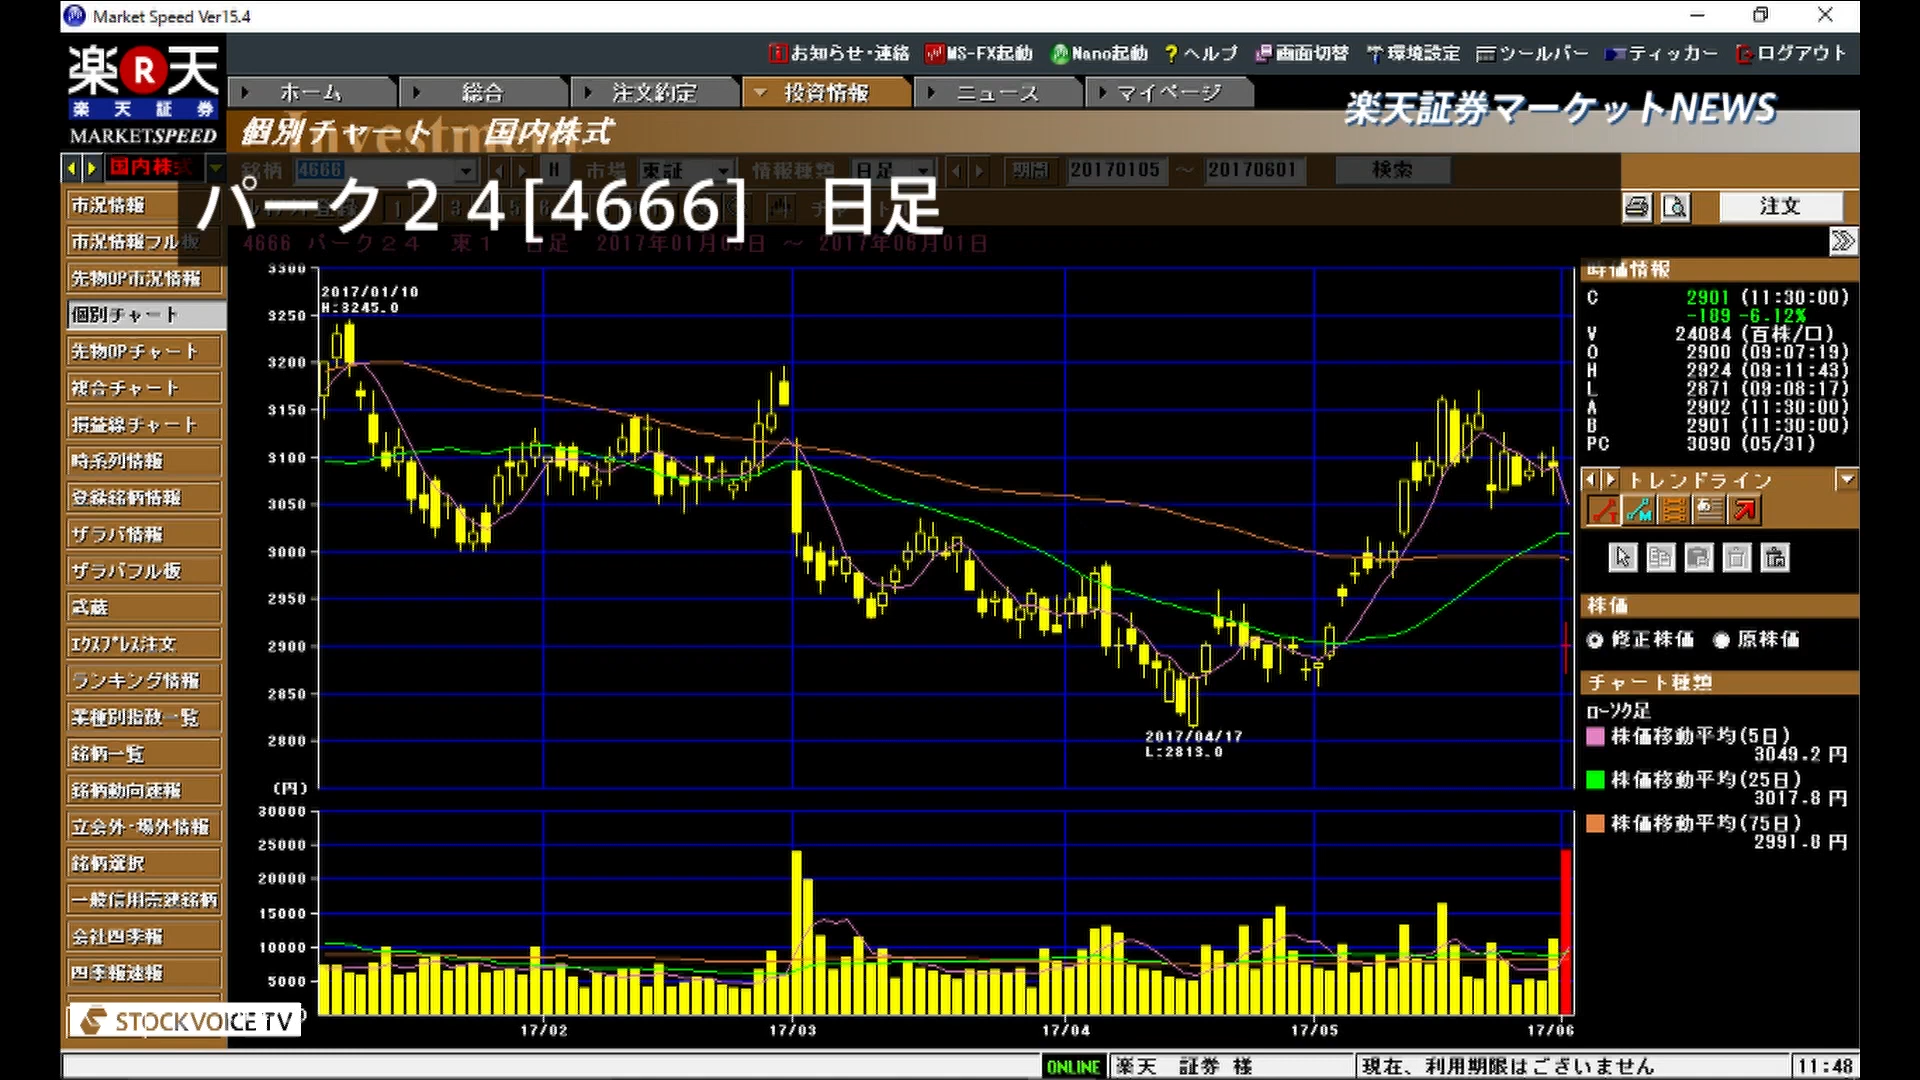 Market Speed Ver15.4
楽R天
楽天証券
MARKETSPEED
お知らせ・連絡 MS-FX起動 Nano起動 ヘルプ 画面切替 環境設定 ツールバー ティッカー ログアウト
ホーム 総合 注文約定 投資情報 ニュース マイページ
楽天証券マーケットNEWS
Investment
個別チャート 国内株式
国内株式
銘柄 4666 市場 東証 情報種類 日足 期間 20170105 ～ 20170601 検索
パーク２４[4666] 日足
注文
4666 パーク２４ 東１ 日足 2017年01月05日 ～ 2017年06月01日
市況情報
市況情報フル板
先物OP市況情報
個別チャート
先物OPチャート
複合チャート
損益線チャート
時系列情報
登録銘柄情報
ザラバ情報
ザラバフル板
武蔵
ｴｸｽﾌﾟﾚｽ注文
ランキング情報
業種別指数一覧
銘柄一覧
銘柄動向速報
立会外・場外情報
銘柄選択
一般信用売建銘柄
会社四季報
四季報速報
STOCKVOICE TV
3300
3250
3200
3150
3100
3050
3000
2950
2900
2850
2800
(円)
2017/01/10
H:3245.0
2017/04/17
L:2813.0
30000
25000
20000
15000
10000
5000
17/02 17/03 17/04 17/05 17/06
時価情報
C 2901 (11:30:00)
-189 -6.12%
V 24084 (百株/口)
O 2900 (09:07:19)
H 2924 (09:11:43)
L 2871 (09:08:17)
A 2902 (11:30:00)
B 2901 (11:30:00)
PC 3090 (05/31)
トレンドライン
株価
修正株価 原株価
チャート種類
ﾛｰｿｸ足
株価移動平均(5日)
3049.2 円
株価移動平均(25日)
3017.8 円
株価移動平均(75日)
2991.8 円
ONLINE 楽天 証券 様 現在、利用期限はございません 11:48